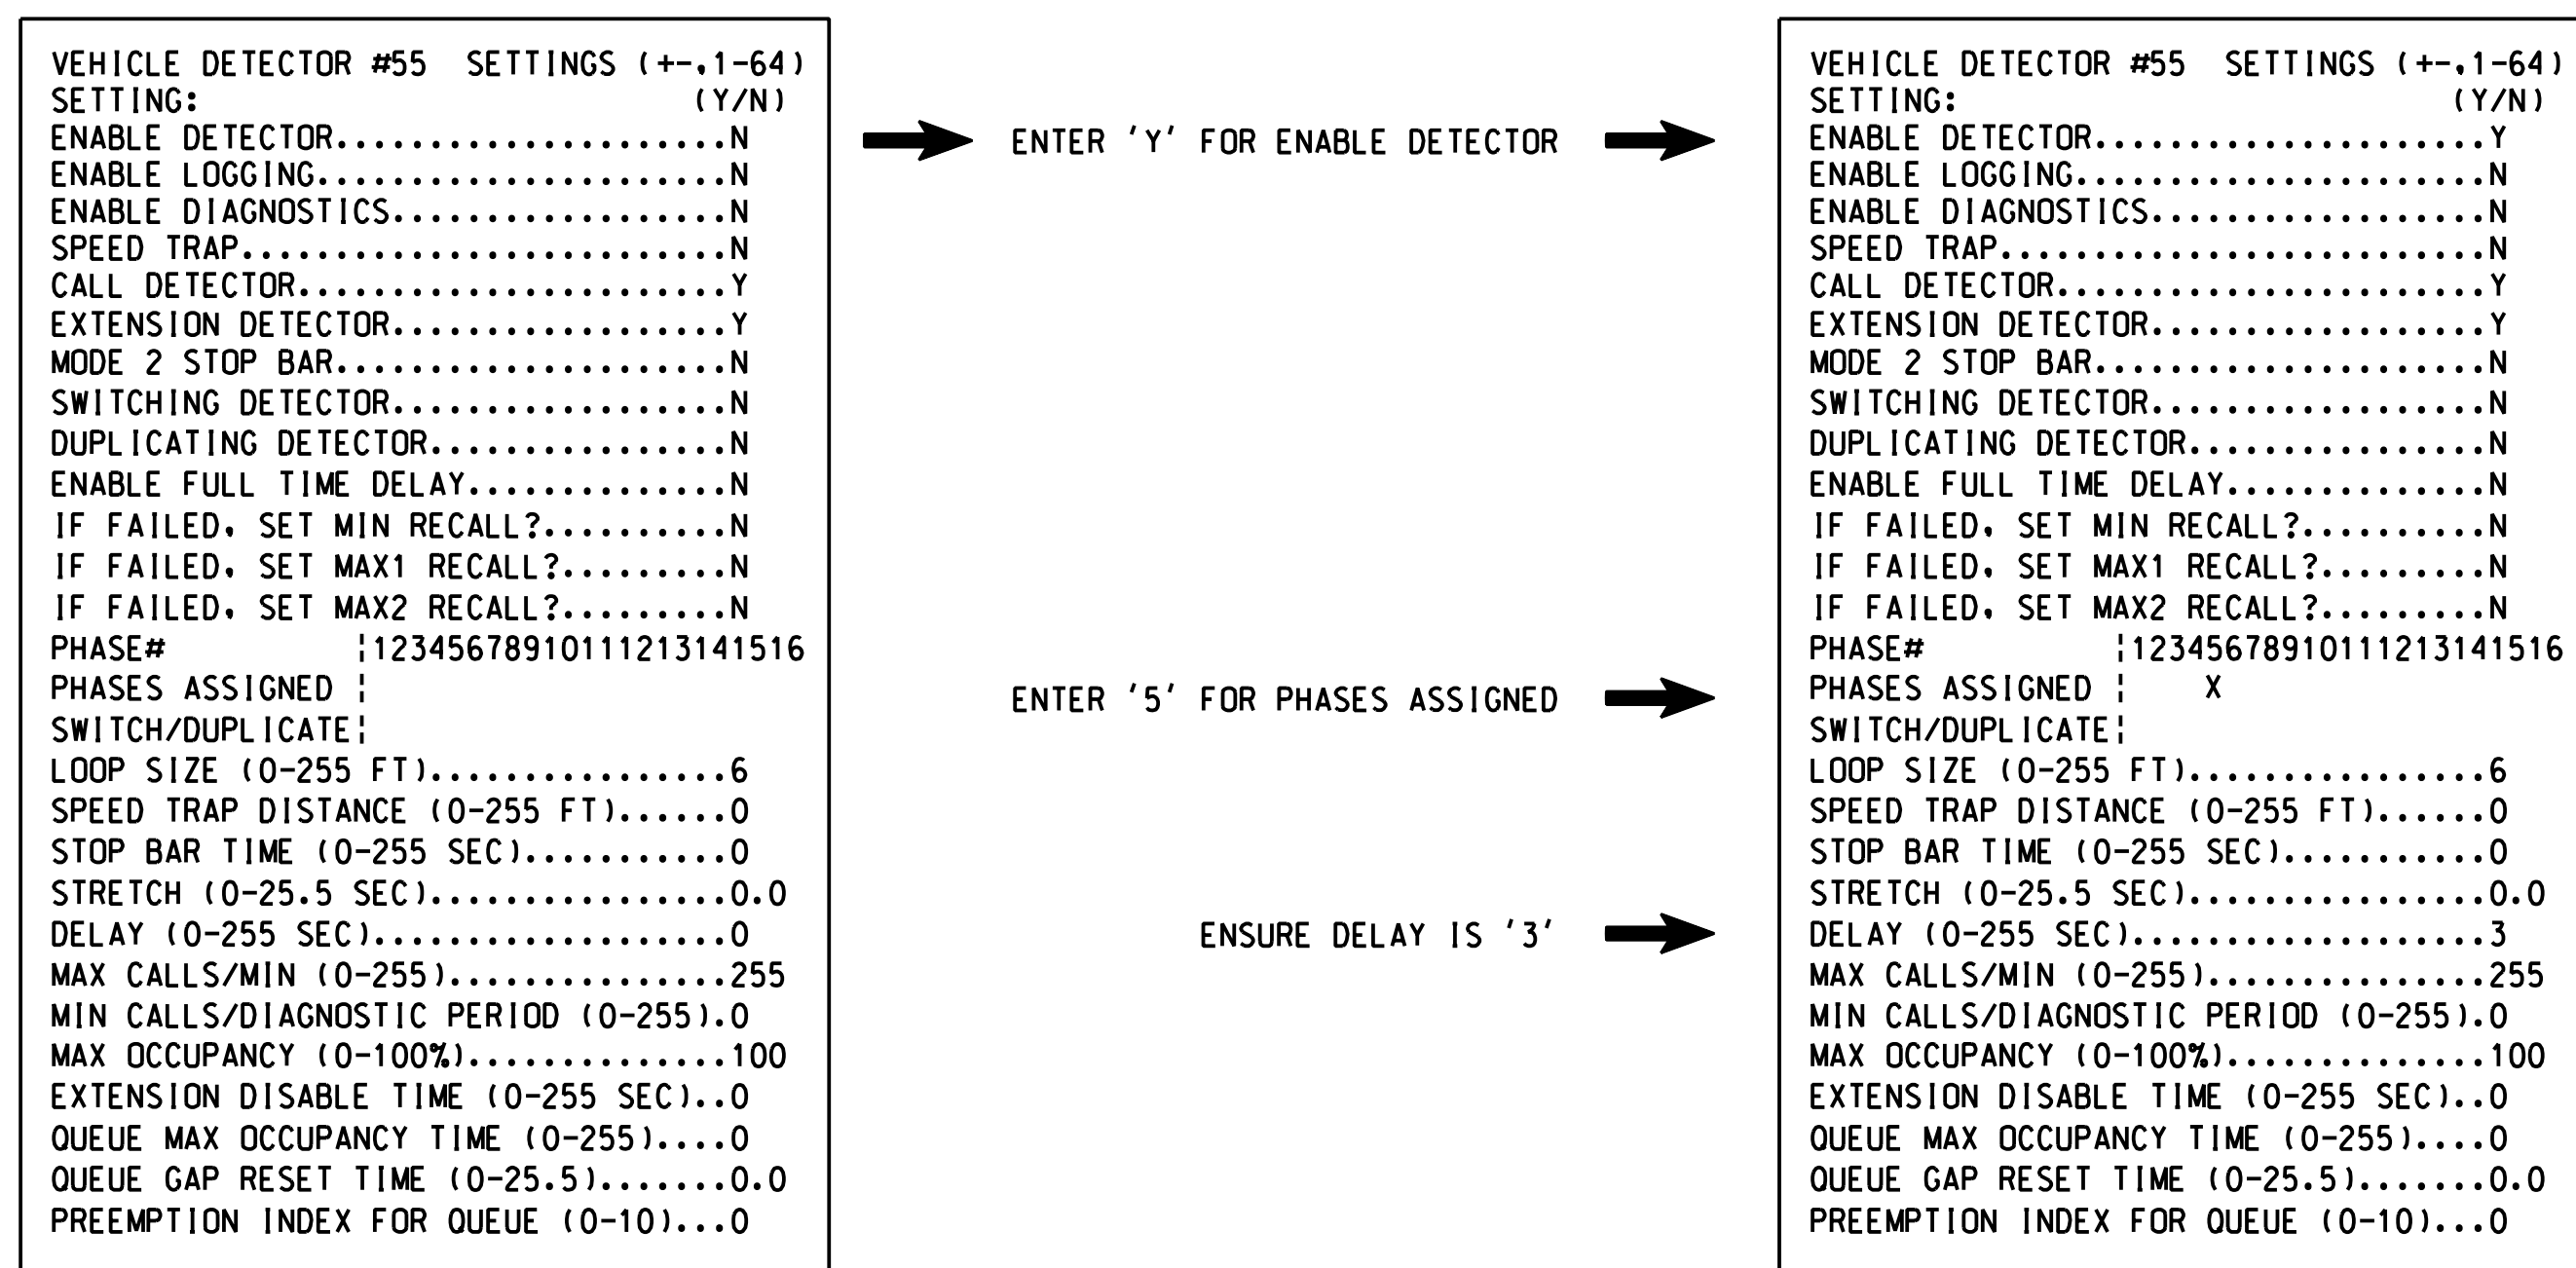 VEHICLE DETECTOR #55  SETTINGS (+-,1-64)
SETTING:                          (Y/N)
ENABLE DETECTOR.....................N
ENABLE LOGGING......................N
ENABLE DIAGNOSTICS..................N
SPEED TRAP..........................N
CALL DETECTOR.......................Y
EXTENSION DETECTOR..................Y
MODE 2 STOP BAR.....................N
SWITCHING DETECTOR..................N
DUPLICATING DETECTOR................N
ENABLE FULL TIME DELAY..............N
IF FAILED, SET MIN RECALL?..........N
IF FAILED, SET MAX1 RECALL?.........N
IF FAILED, SET MAX2 RECALL?.........N
PHASE#          ¦12345678910111213141516
PHASES ASSIGNED ¦
SWITCH/DUPLICATE¦
LOOP SIZE (0-255 FT)................6
SPEED TRAP DISTANCE (0-255 FT)......0
STOP BAR TIME (0-255 SEC)...........0
STRETCH (0-25.5 SEC)................0.0
DELAY (0-255 SEC)...................0
MAX CALLS/MIN (0-255)...............255
MIN CALLS/DIAGNOSTIC PERIOD (0-255).0
MAX OCCUPANCY (0-100%)..............100
EXTENSION DISABLE TIME (0-255 SEC)..0
QUEUE MAX OCCUPANCY TIME (0-255)....0
QUEUE GAP RESET TIME (0-25.5).......0.0
PREEMPTION INDEX FOR QUEUE (0-10)...0
ENTER 'Y' FOR ENABLE DETECTOR
ENTER '5' FOR PHASES ASSIGNED
ENSURE DELAY IS '3'
VEHICLE DETECTOR #55  SETTINGS (+-,1-64)
SETTING:                          (Y/N)
ENABLE DETECTOR.....................Y
ENABLE LOGGING......................N
ENABLE DIAGNOSTICS..................N
SPEED TRAP..........................N
CALL DETECTOR.......................Y
EXTENSION DETECTOR..................Y
MODE 2 STOP BAR.....................N
SWITCHING DETECTOR..................N
DUPLICATING DETECTOR................N
ENABLE FULL TIME DELAY..............N
IF FAILED, SET MIN RECALL?..........N
IF FAILED, SET MAX1 RECALL?.........N
IF FAILED, SET MAX2 RECALL?.........N
PHASE#          ¦12345678910111213141516
PHASES ASSIGNED ¦    X
SWITCH/DUPLICATE¦
LOOP SIZE (0-255 FT)................6
SPEED TRAP DISTANCE (0-255 FT)......0
STOP BAR TIME (0-255 SEC)...........0
STRETCH (0-25.5 SEC)................0.0
DELAY (0-255 SEC)...................3
MAX CALLS/MIN (0-255)...............255
MIN CALLS/DIAGNOSTIC PERIOD (0-255).0
MAX OCCUPANCY (0-100%)..............100
EXTENSION DISABLE TIME (0-255 SEC)..0
QUEUE MAX OCCUPANCY TIME (0-255)....0
QUEUE GAP RESET TIME (0-25.5).......0.0
PREEMPTION INDEX FOR QUEUE (0-10)...0